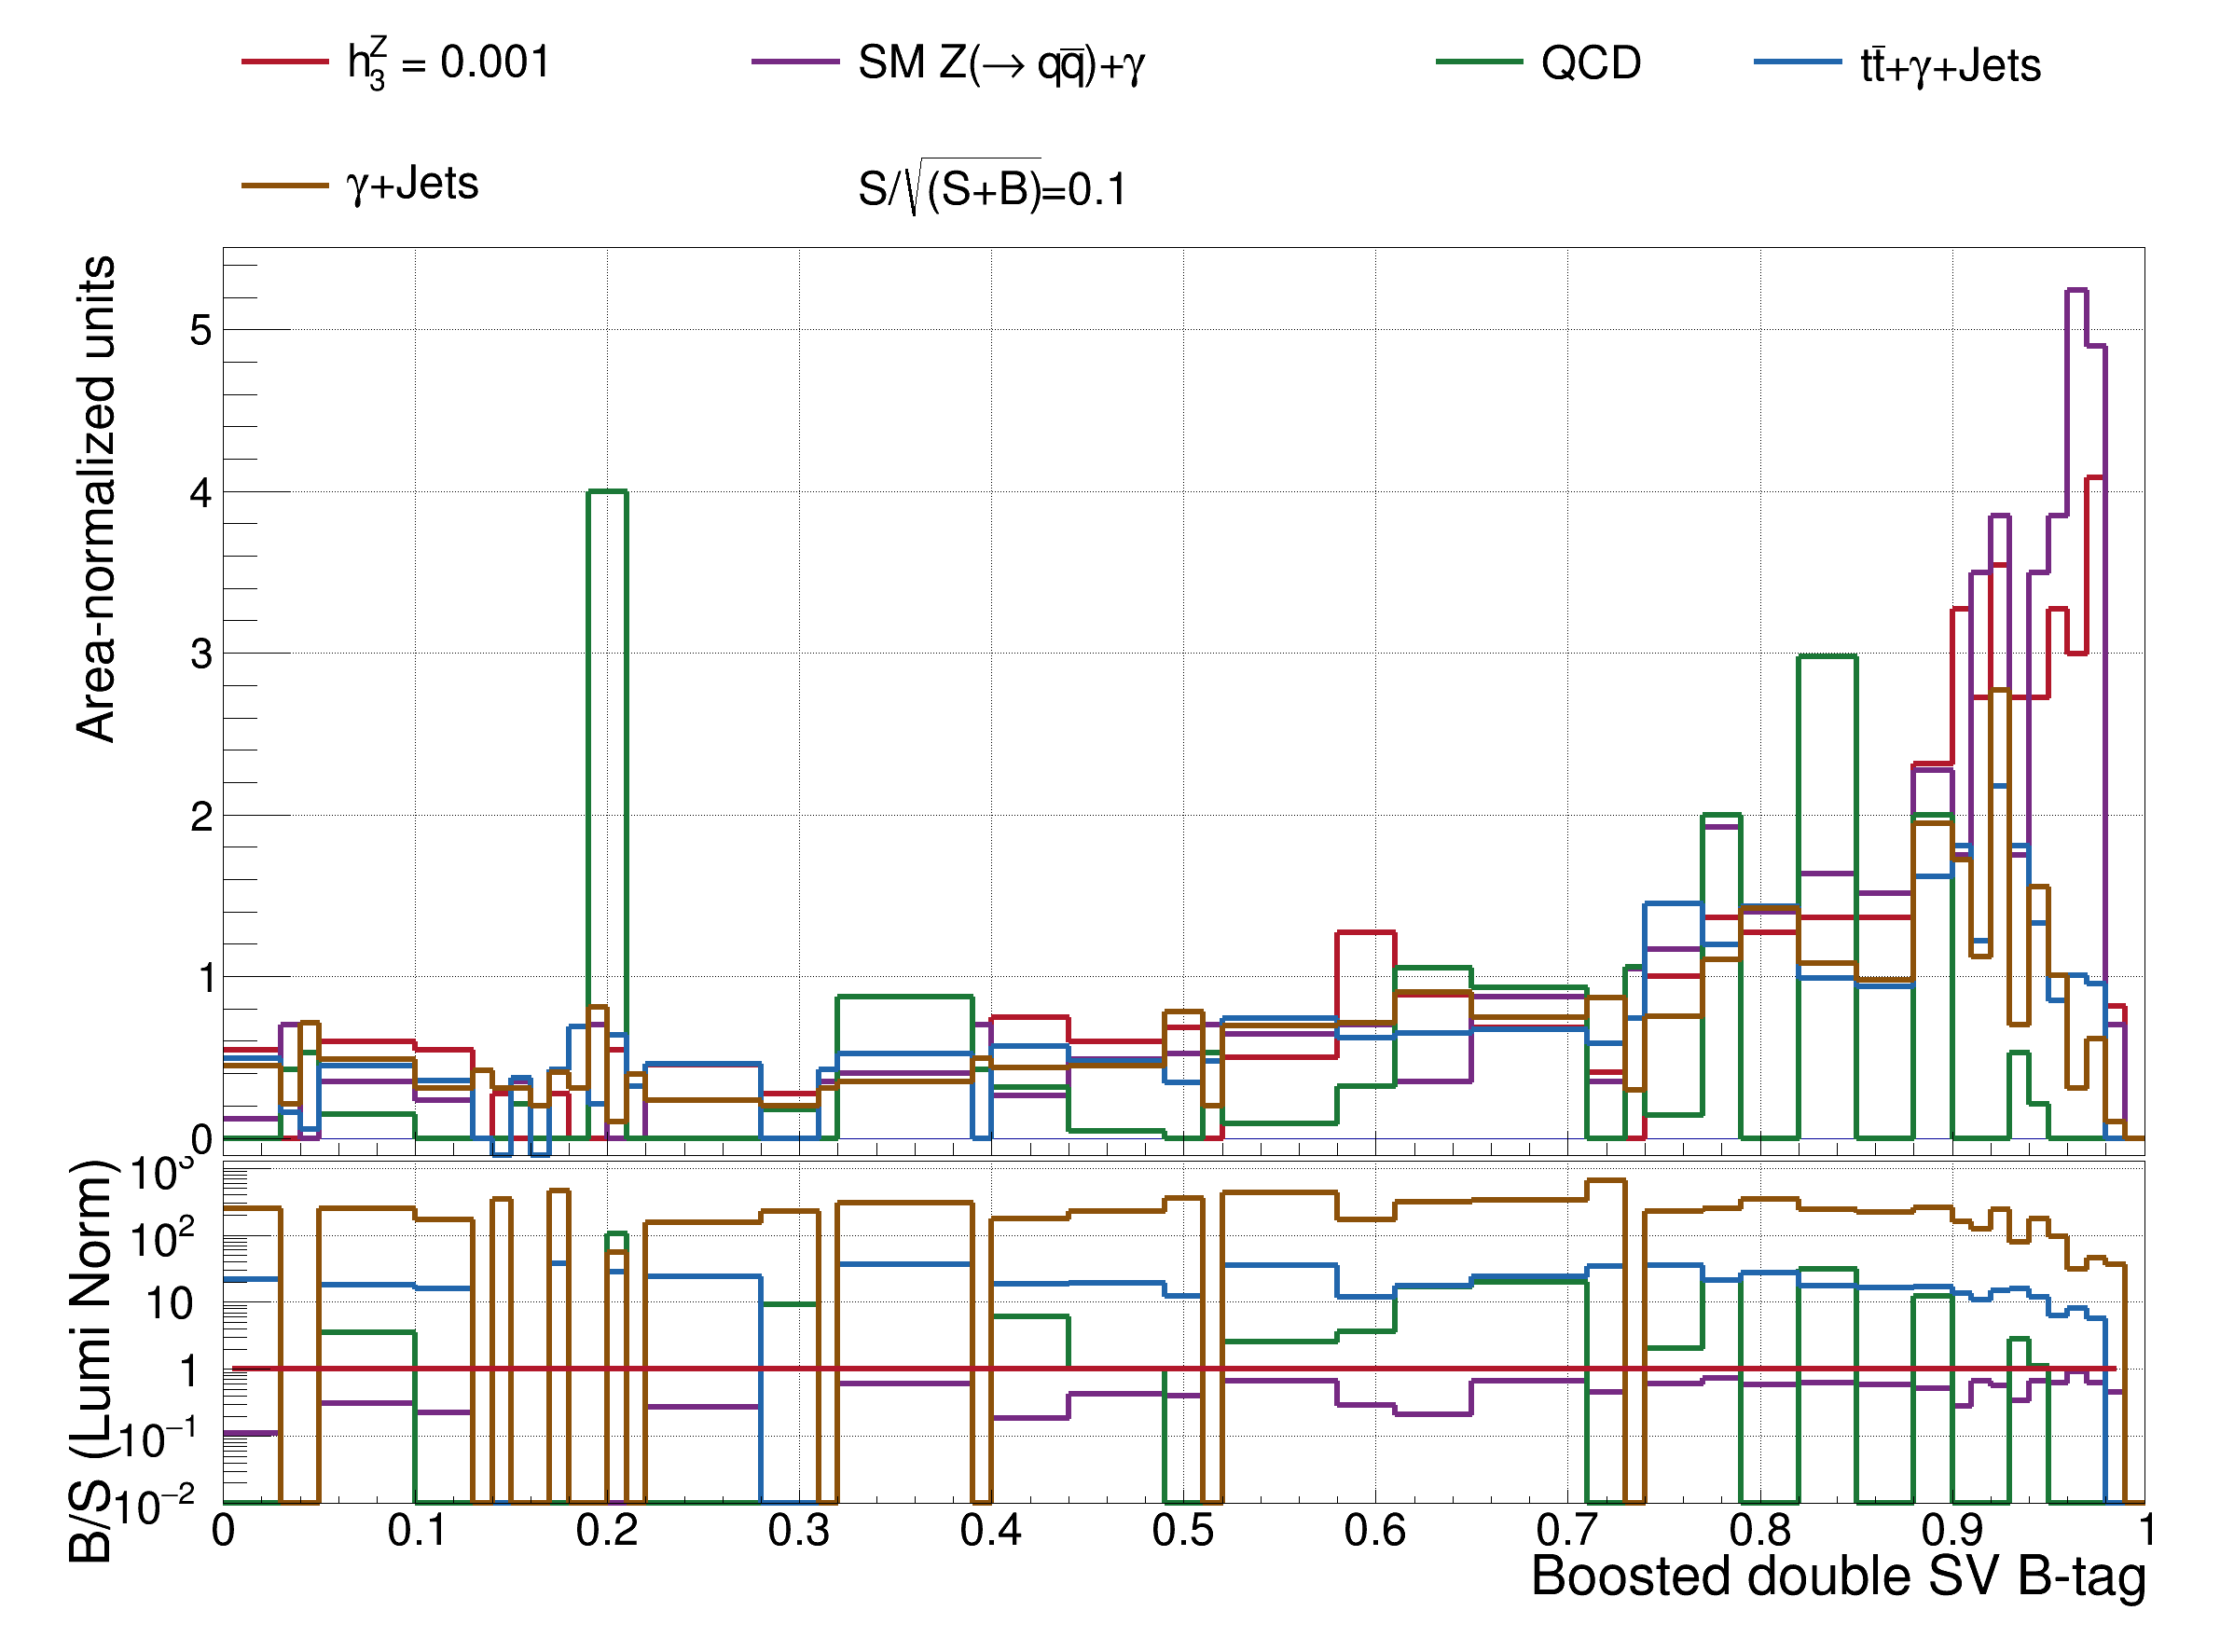 h₃ᶻ = 0.001 SM Z(→ qq̅)+γ QCD tt̅+γ+Jets
γ+Jets S/√(S+B)=0.1
Area-normalized units
5
4
3
2
1
0
B/S (Lumi Norm)
10³
10²
10
1
10⁻¹
10⁻²
0 0.1 0.2 0.3 0.4 0.5 0.6 0.7 0.8 0.9 1
Boosted double SV B-tag